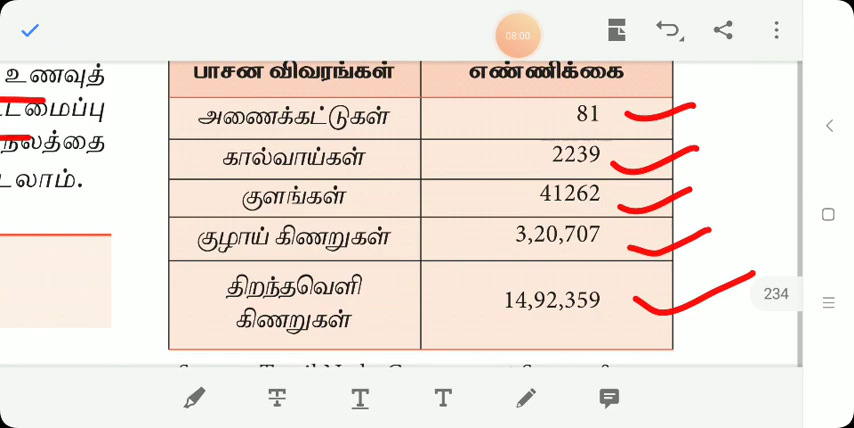 08:00
உணவுத்
டமைப்பு
நிலத்தை
டலாம்.
பாசன விவரங்கள் எண்ணிக்கை
அணைக்கட்டுகள் 81
கால்வாய்கள் 2239
குளங்கள் 41262
குழாய் கிணறுகள் 3,20,707
திறந்தவெளி
கிணறுகள் 14,92,359
234